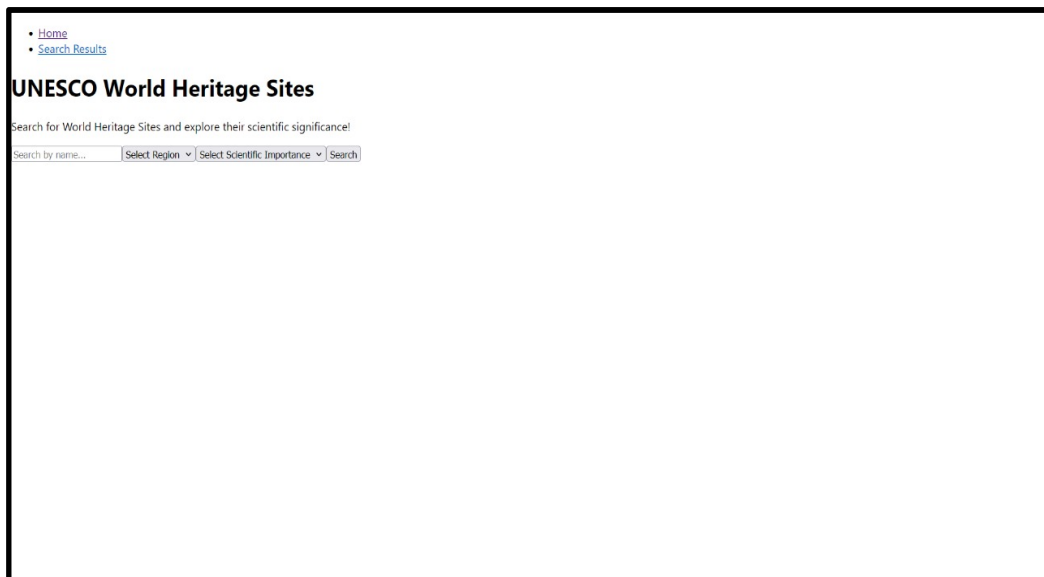 Home
Search Results
UNESCO World Heritage Sites
Search for World Heritage Sites and explore their scientific significance!
Search by name... Select Region Select Scientific Importance Search